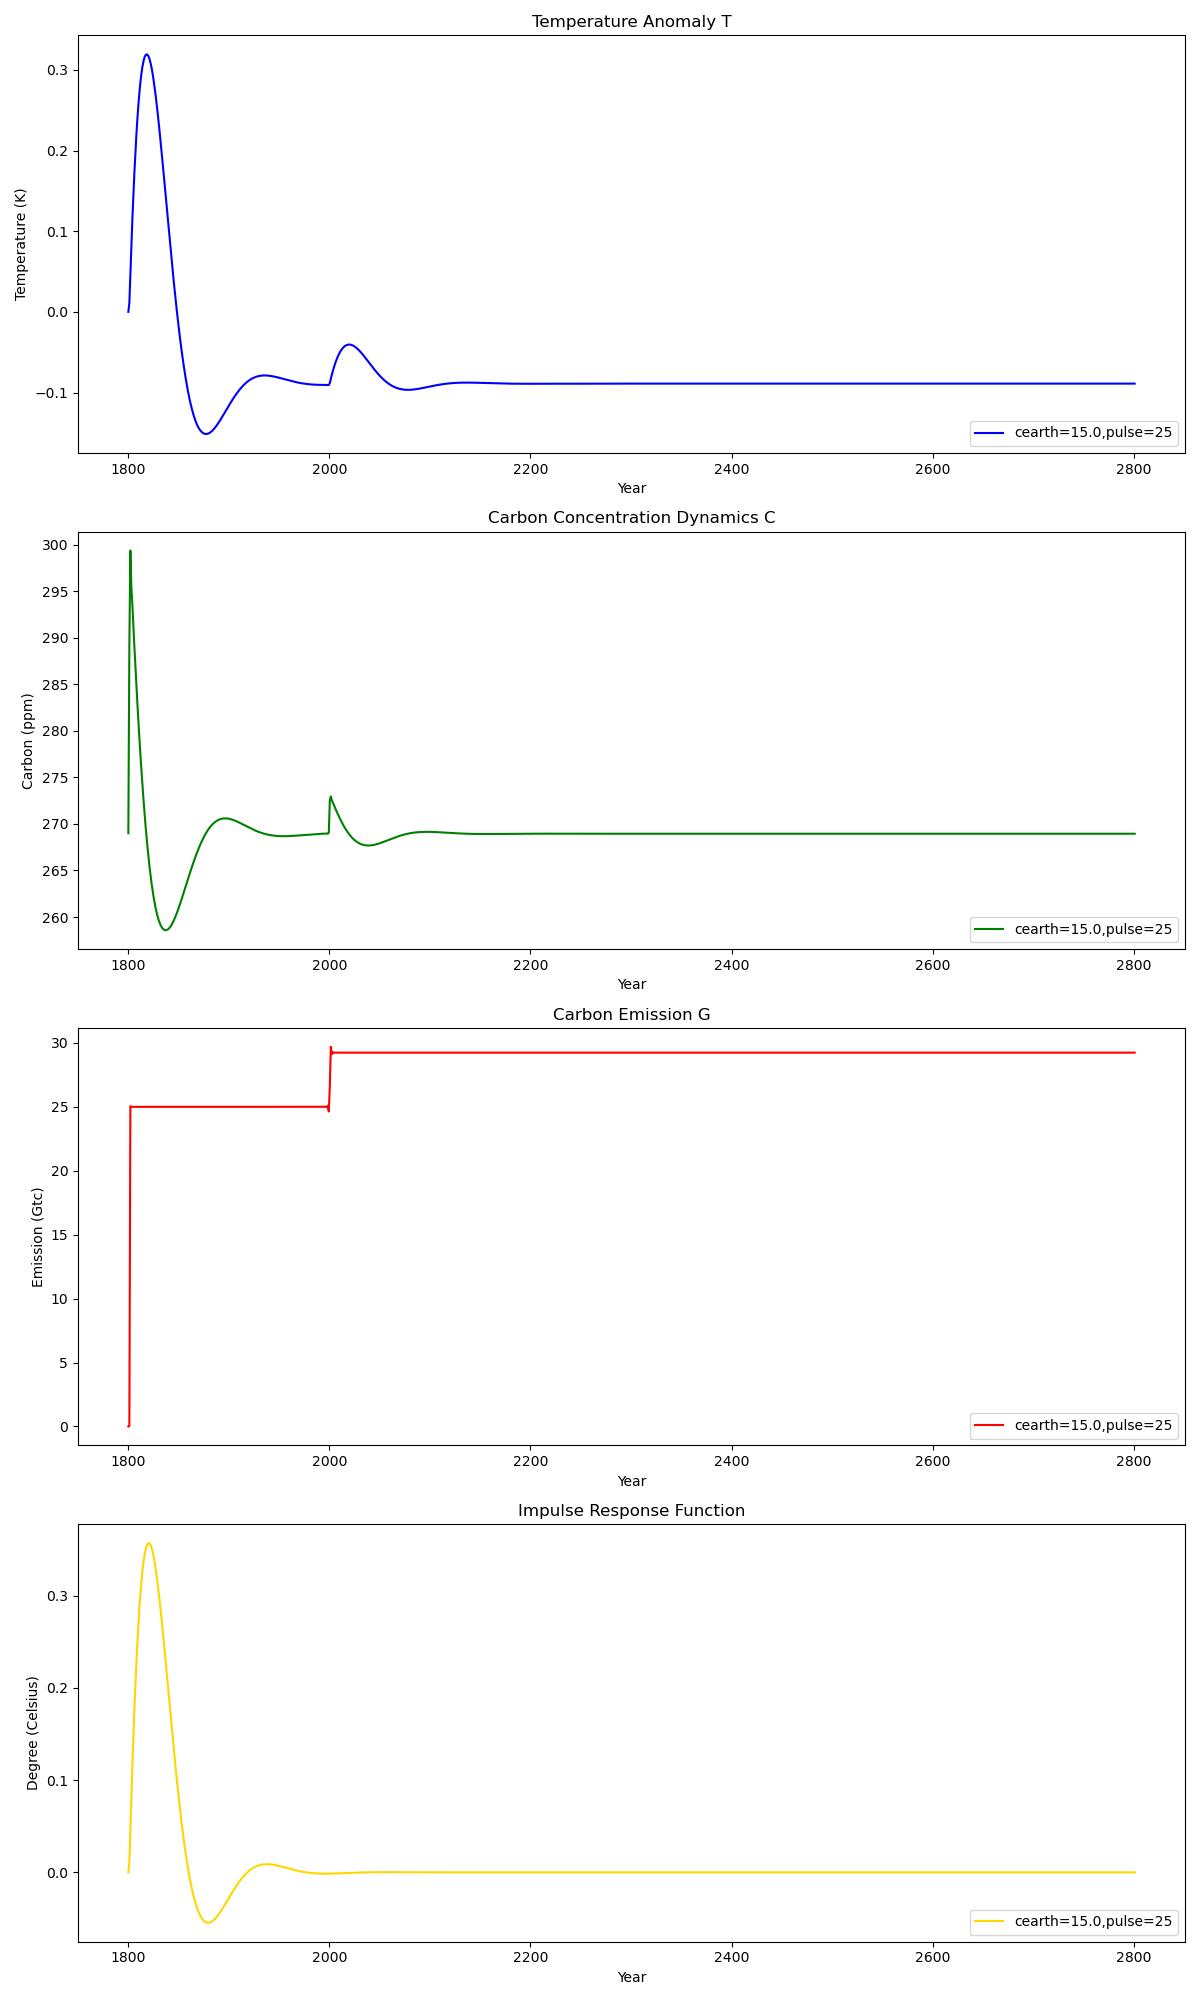 Temperature Anomaly T
Temperature (K)
0.3
0.2
0.1
0.0
−0.1
cearth=15.0,pulse=25
1800 2000 2200 2400 2600 2800
Year
Carbon Concentration Dynamics C
Carbon (ppm)
300
295
290
285
280
275
270
265
260
cearth=15.0,pulse=25
1800 2000 2200 2400 2600 2800
Year
Carbon Emission G
Emission (Gtc)
30
25
20
15
10
5
0
cearth=15.0,pulse=25
1800 2000 2200 2400 2600 2800
Year
Impulse Response Function
Degree (Celsius)
0.3
0.2
0.1
0.0
cearth=15.0,pulse=25
1800 2000 2200 2400 2600 2800
Year